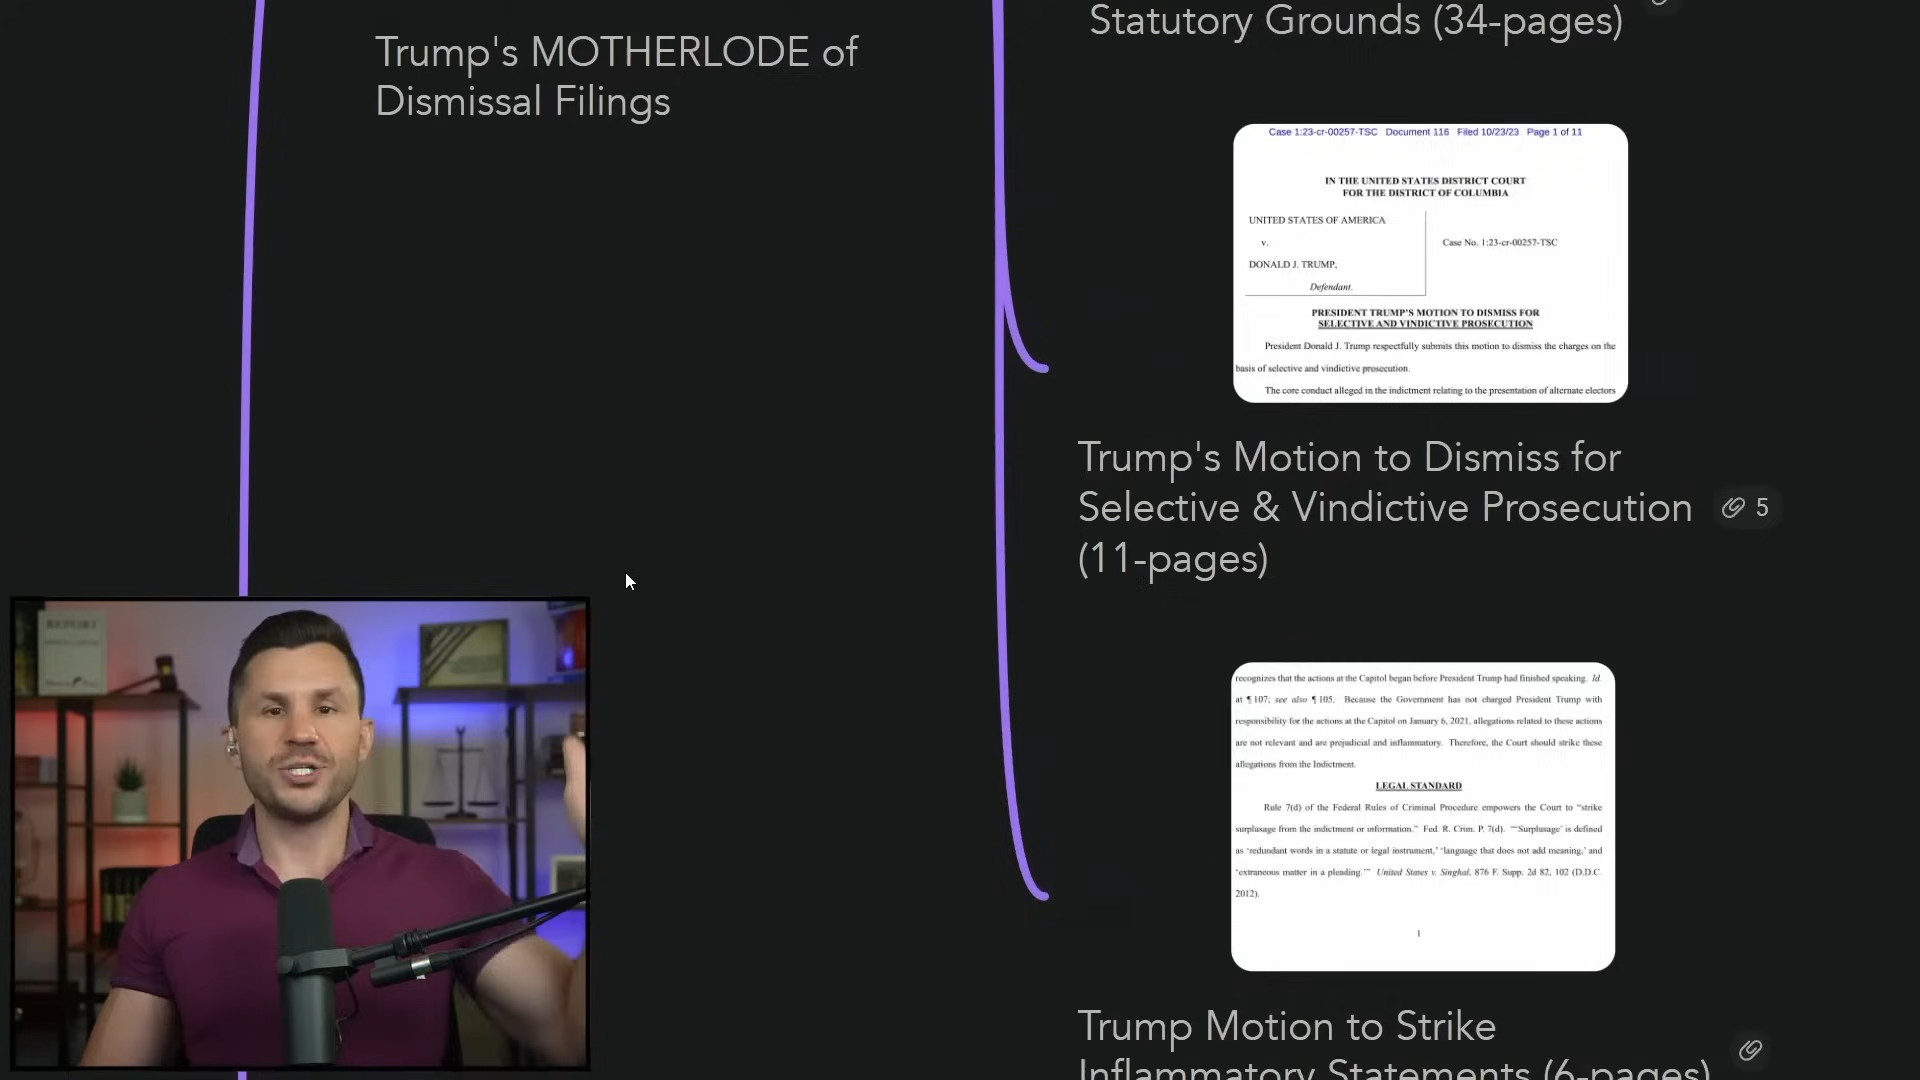 Statutory Grounds (34-pages)
Trump's MOTHERLODE of
Dismissal Filings
Case 1:23-cr-00257-TSC Document 116 Filed 10/23/23 Page 1 of 11
IN THE UNITED STATES DISTRICT COURT
FOR THE DISTRICT OF COLUMBIA
UNITED STATES OF AMERICA
v.
Case No. 1:23-cr-00257-TSC
DONALD J. TRUMP,
Defendant.
PRESIDENT TRUMP'S MOTION TO DISMISS FOR
SELECTIVE AND VINDICTIVE PROSECUTION
President Donald J. Trump respectfully submits this motion to dismiss the charges on the
basis of selective and vindictive prosecution.
The core conduct alleged in the indictment relating to the presentation of alternate electors
Trump's Motion to Dismiss for
Selective & Vindictive Prosecution 5
(11-pages)
REPORT
recognizes that the actions at the Capitol began before President Trump had finished speaking. Id.
at ¶ 107; see also ¶ 105. Because the Government has not charged President Trump with
responsibility for the actions at the Capitol on January 6, 2021, allegations related to these actions
are not relevant and are prejudicial and inflammatory. Therefore, the Court should strike these
allegations from the Indictment.
LEGAL STANDARD
Rule 7(d) of the Federal Rules of Criminal Procedure empowers the Court to “strike
surplusage from the indictment or information.” Fed. R. Crim. P. 7(d). “‘Surplusage’ is defined
as ‘redundant words in a statute or legal instrument,’ ‘language that does not add meaning,’ and
‘extraneous matter in a pleading.’” United States v. Singhal, 876 F. Supp. 2d 82, 102 (D.D.C.
2012).
1
Trump Motion to Strike
Inflammatory Statements (6-pages)